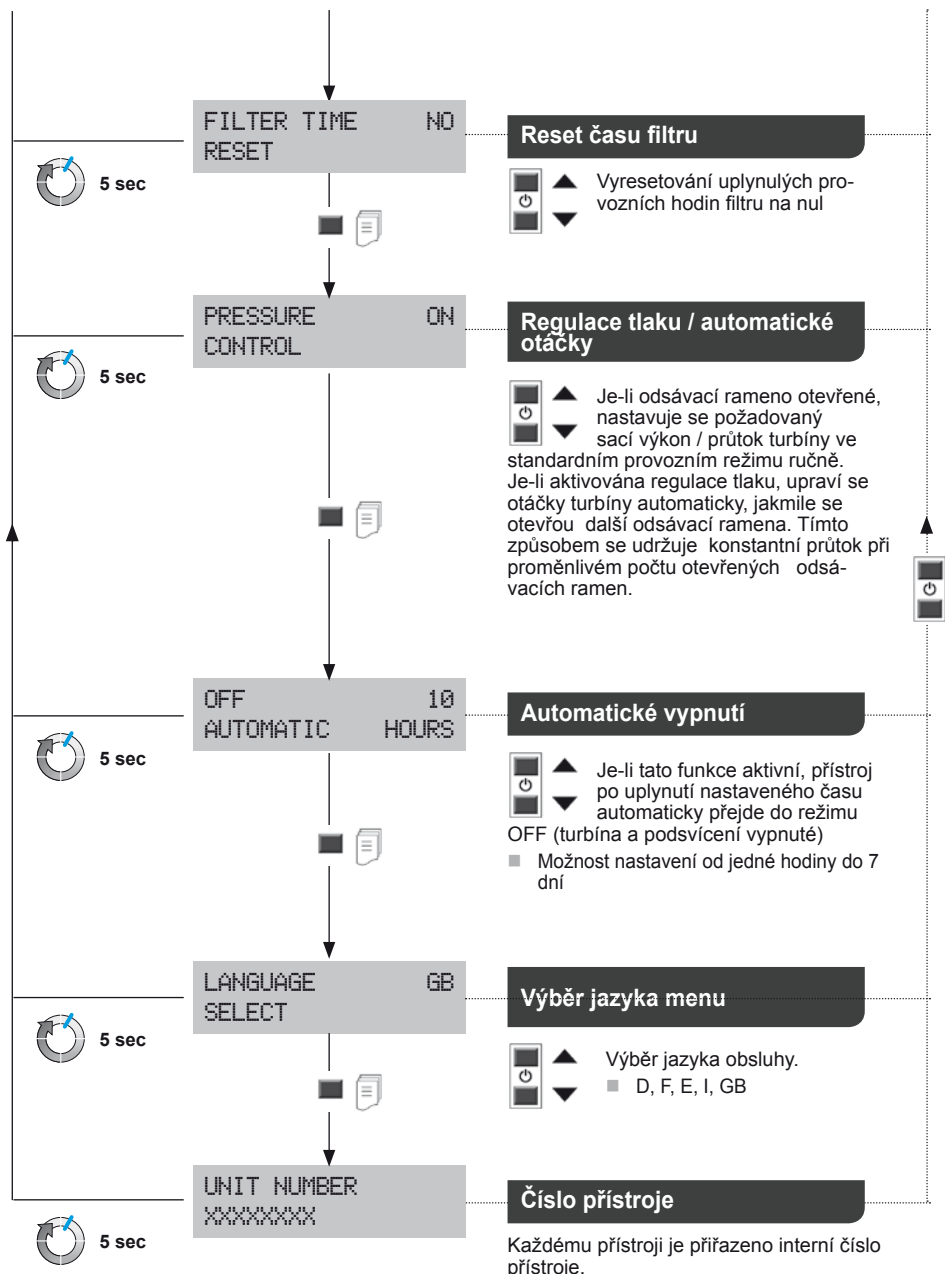 FILTER TIME NO
RESET
Reset času filtru
5 sec
Vyresetování uplynulých pro-
vozních hodin filtru na nul
PRESSURE ON
CONTROL
Regulace tlaku / automatické
otáčky
5 sec
Je-li odsávací rameno otevřené,
nastavuje se požadovaný
sací výkon / průtok turbíny ve
standardním provozním režimu ručně.
Je-li aktivována regulace tlaku, upraví se
otáčky turbíny automaticky, jakmile se
otevřou další odsávací ramena. Tímto
způsobem se udržuje konstantní průtok při
proměnlivém počtu otevřených odsá-
vacích ramen.
OFF 10
AUTOMATIC HOURS
Automatické vypnutí
5 sec
Je-li tato funkce aktivní, přístroj
po uplynutí nastaveného času
automaticky přejde do režimu
OFF (turbína a podsvícení vypnuté)
Možnost nastavení od jedné hodiny do 7
dní
LANGUAGE GB
SELECT
Výběr jazyka menu
5 sec
Výběr jazyka obsluhy.
D, F, E, I, GB
UNIT NUMBER
XXXXXXXX
Číslo přístroje
5 sec
Každému přístroji je přiřazeno interní číslo
přístroje.